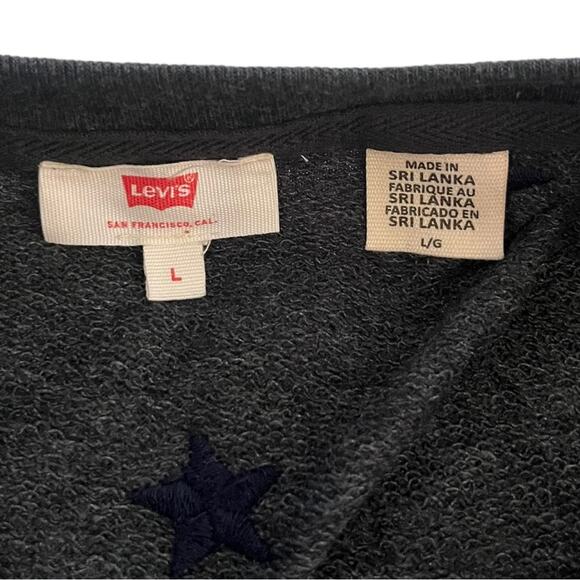 Levi's®
SAN FRANCISCO, CAL.
L
MADE IN
SRI LANKA
FABRIQUE AU
SRI LANKA
FABRICADO EN
SRI LANKA
L/G